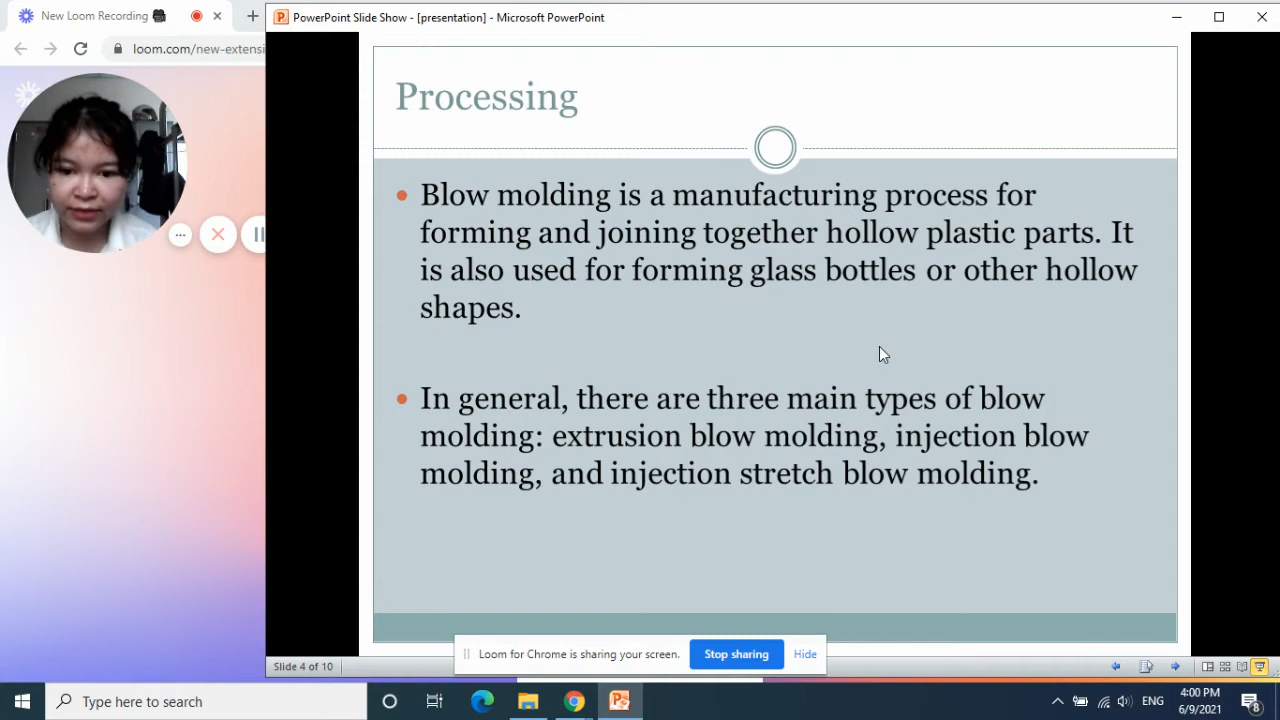 New Loom Recording
PowerPoint Slide Show - [presentation] - Microsoft PowerPoint
loom.com/new-extensi
Processing
Blow molding is a manufacturing process for
forming and joining together hollow plastic parts. It
is also used for forming glass bottles or other hollow
shapes.
In general, there are three main types of blow
molding: extrusion blow molding, injection blow
molding, and injection stretch blow molding.
Loom for Chrome is sharing your screen.
Stop sharing
Hide
Slide 4 of 10
Type here to search
ENG
4:00 PM
6/9/2021
8